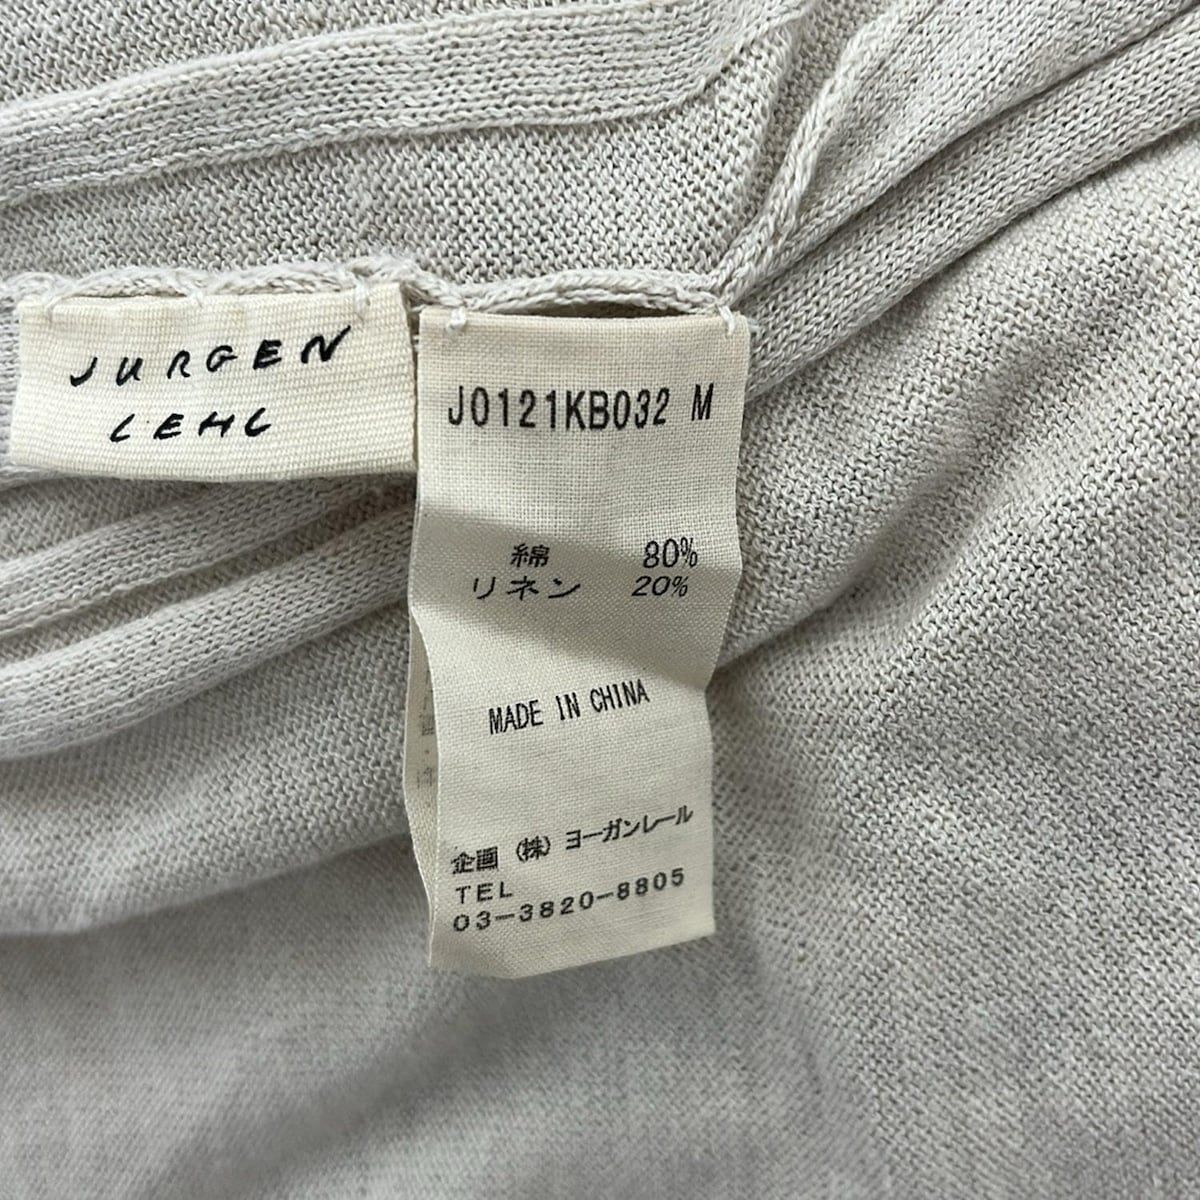 JURGEN
LEHL
J0121KB032 M
綿 80%
リネン 20%
MADE IN CHINA
企画 (株) ヨーガンレール
TEL
03-3820-8805